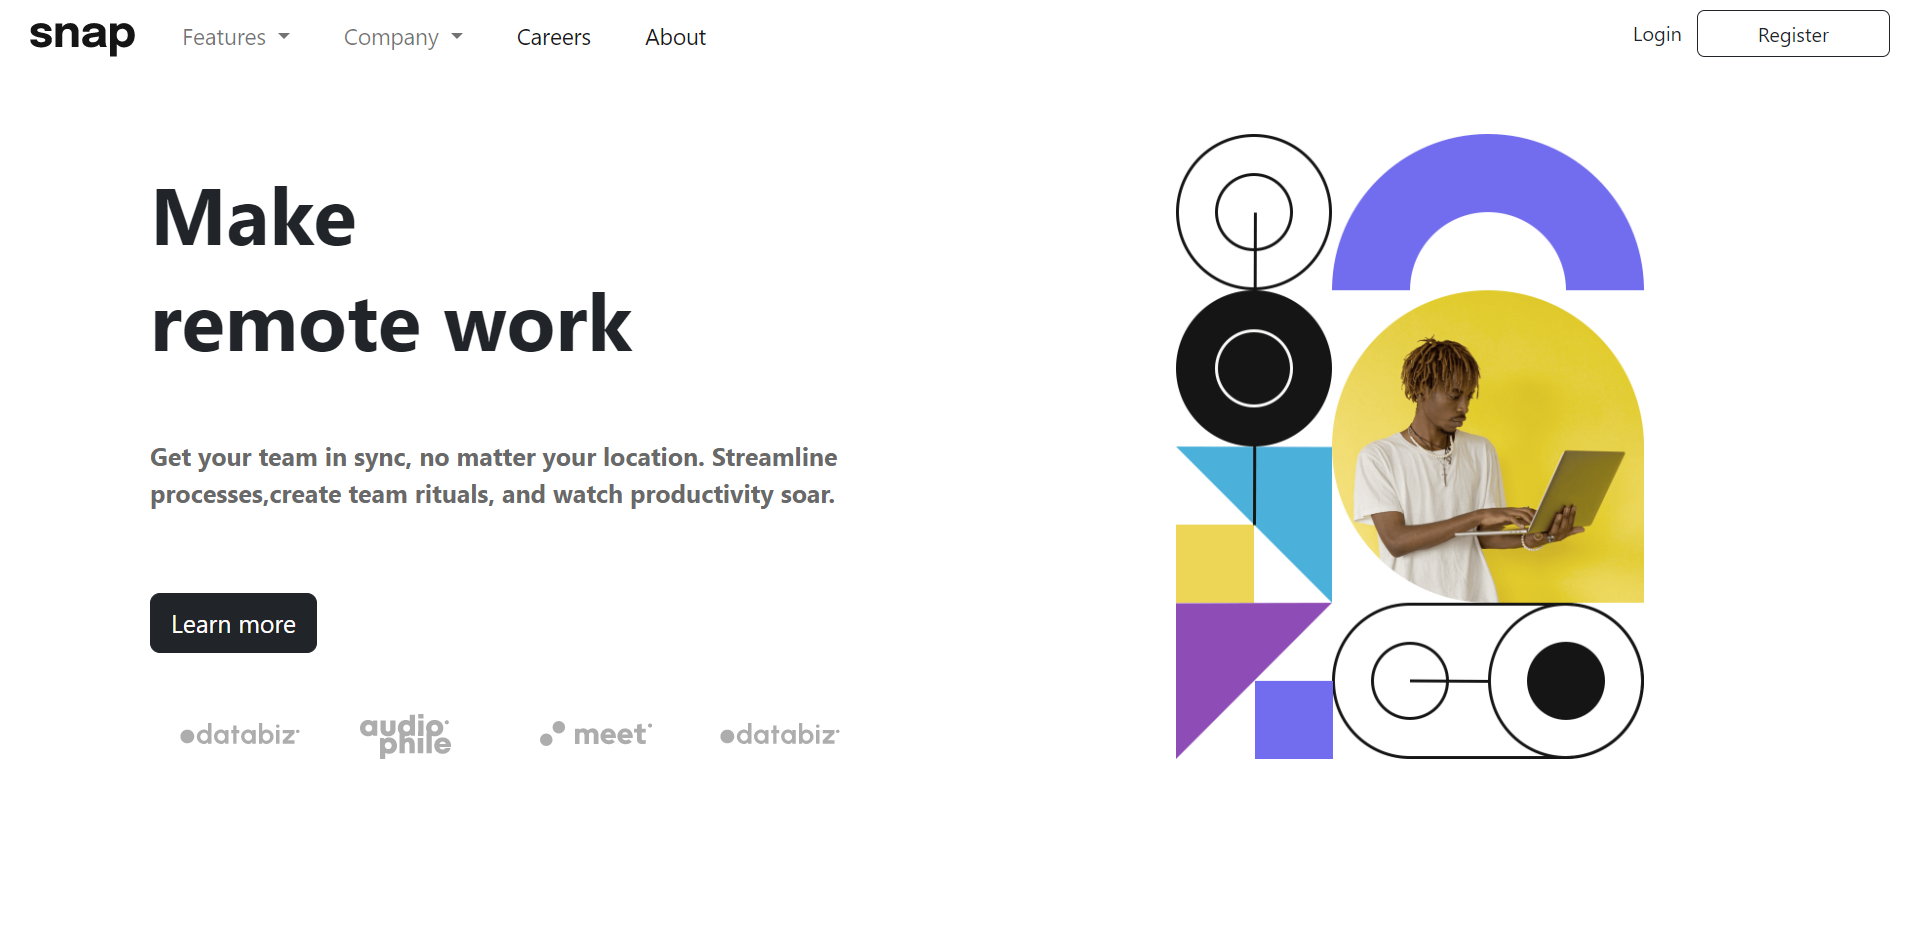 snap Features Company Careers About Login Register
Make
remote work
Get your team in sync, no matter your location. Streamline
processes,create team rituals, and watch productivity soar.
Learn more
databiz audiophile meet databiz